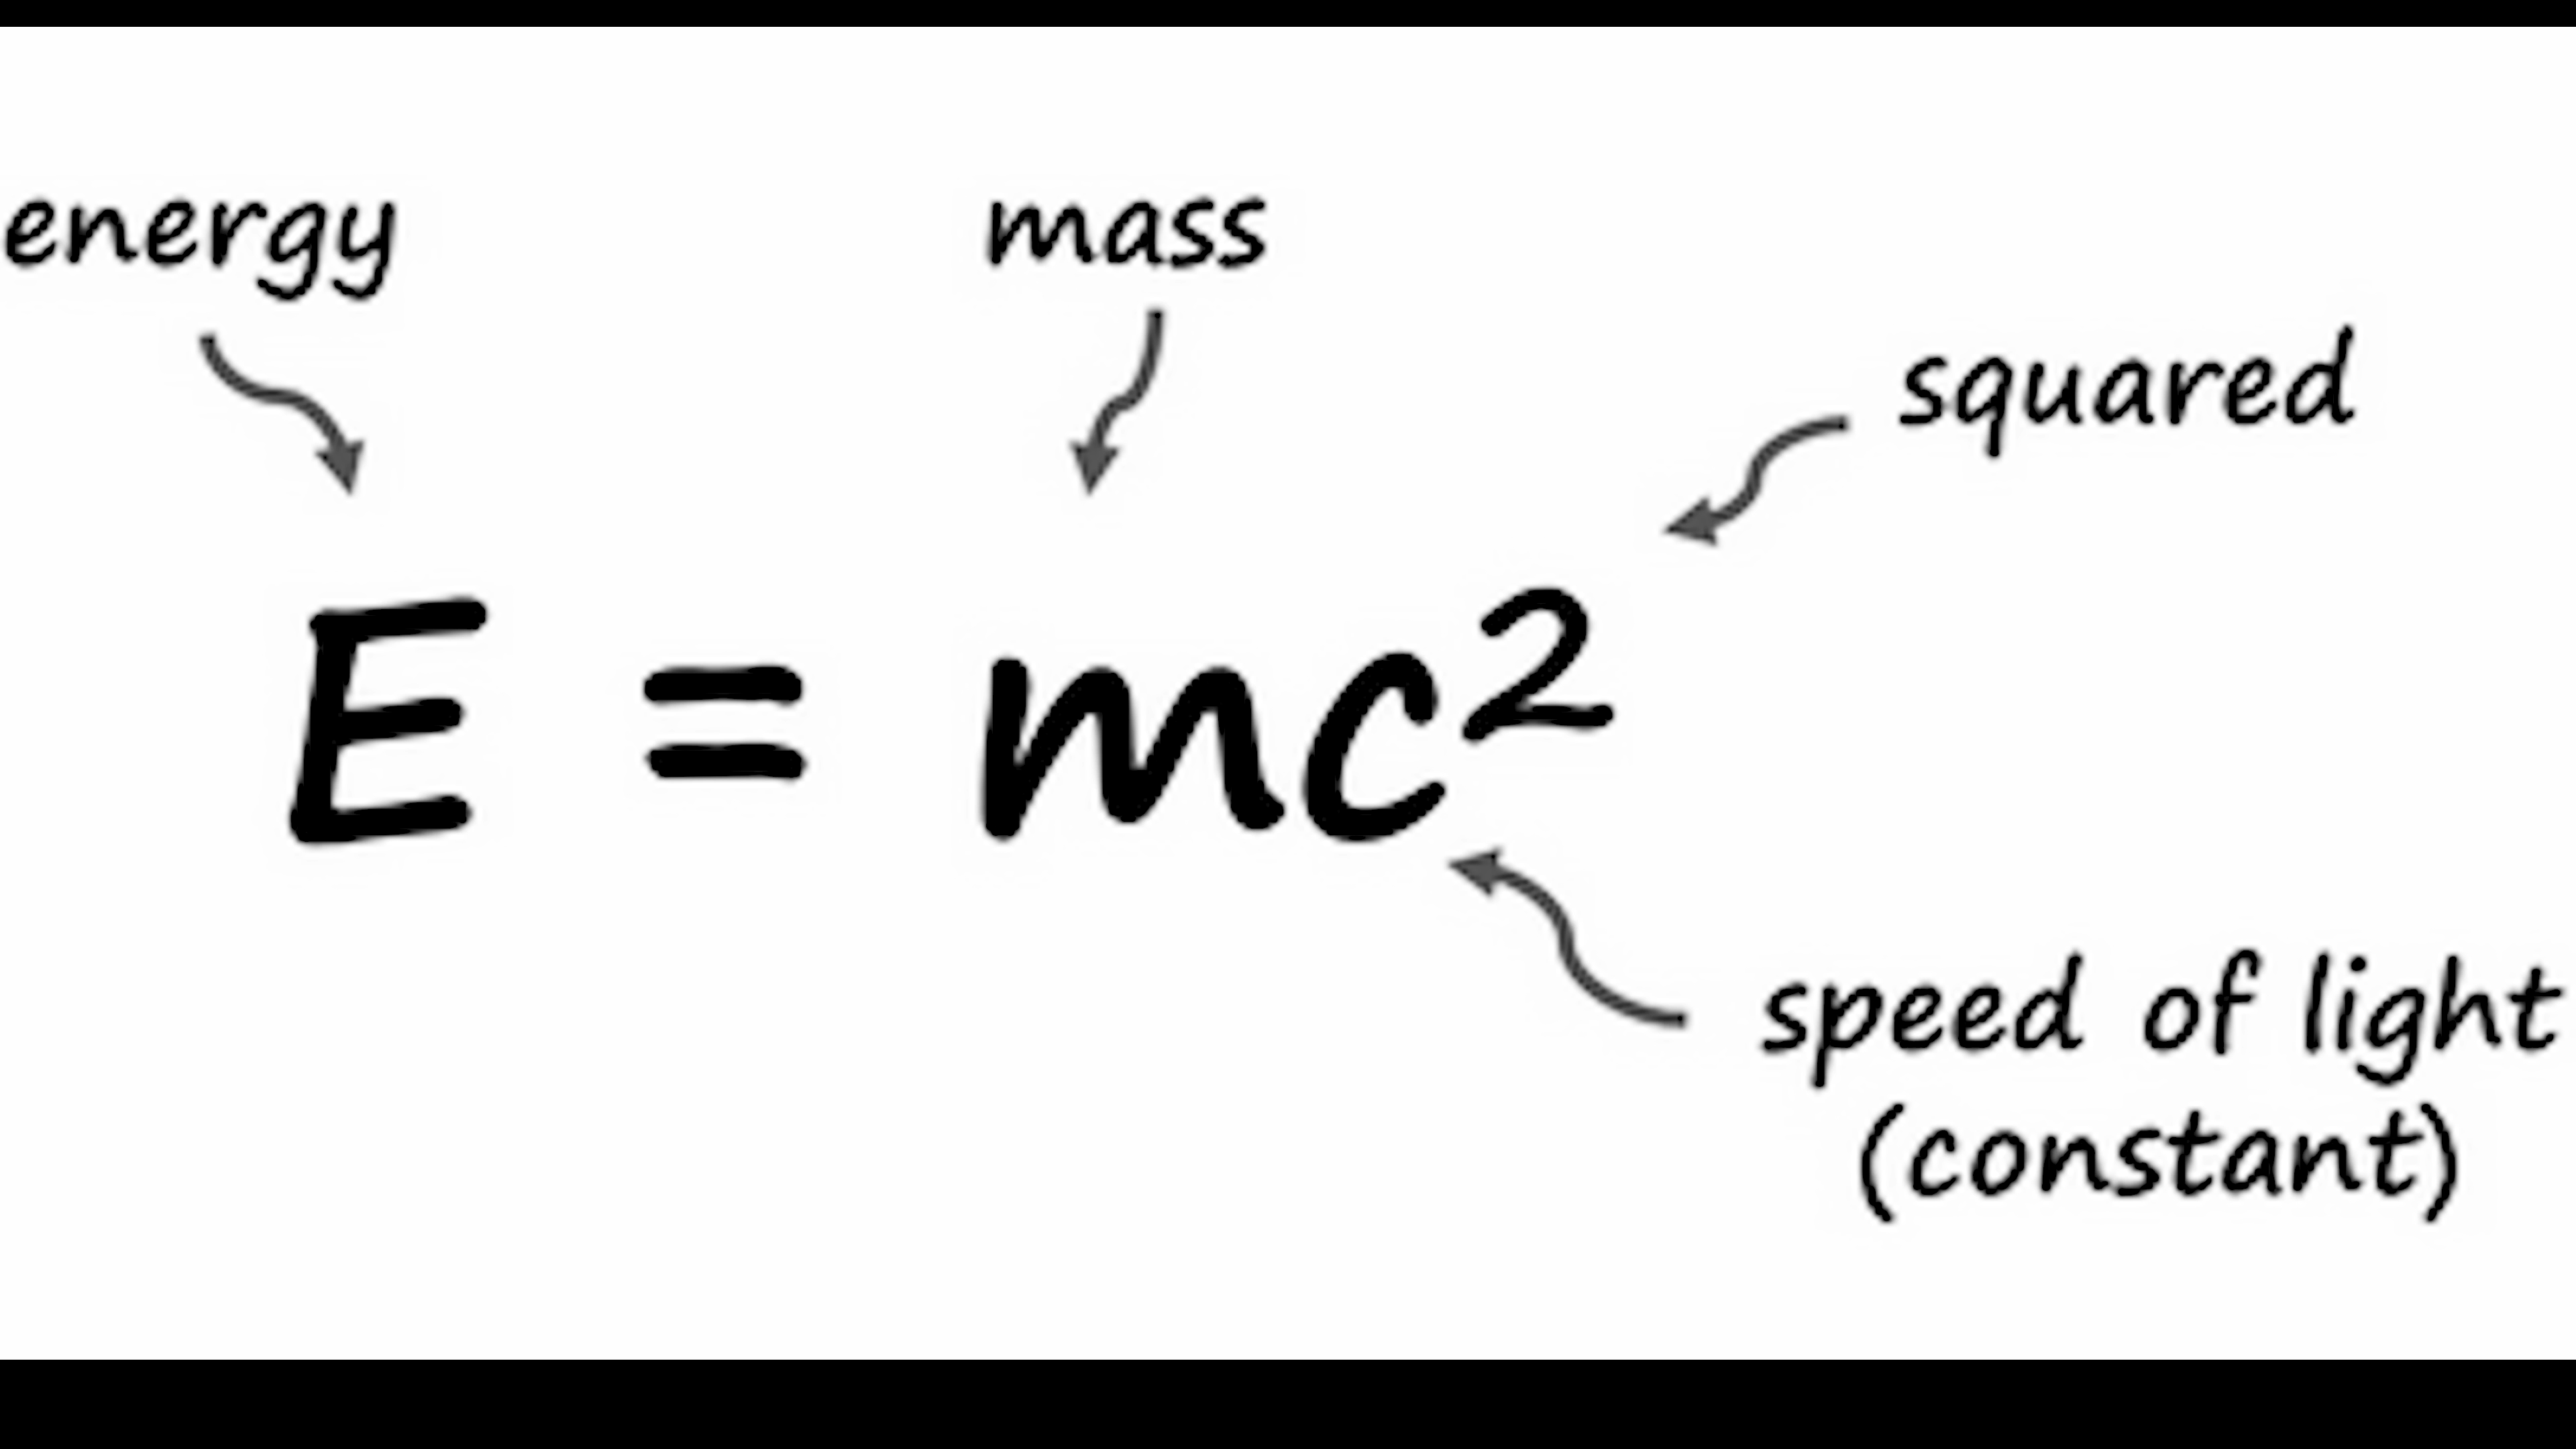 energy
mass
squared
E = mc²
speed of light
(constant)